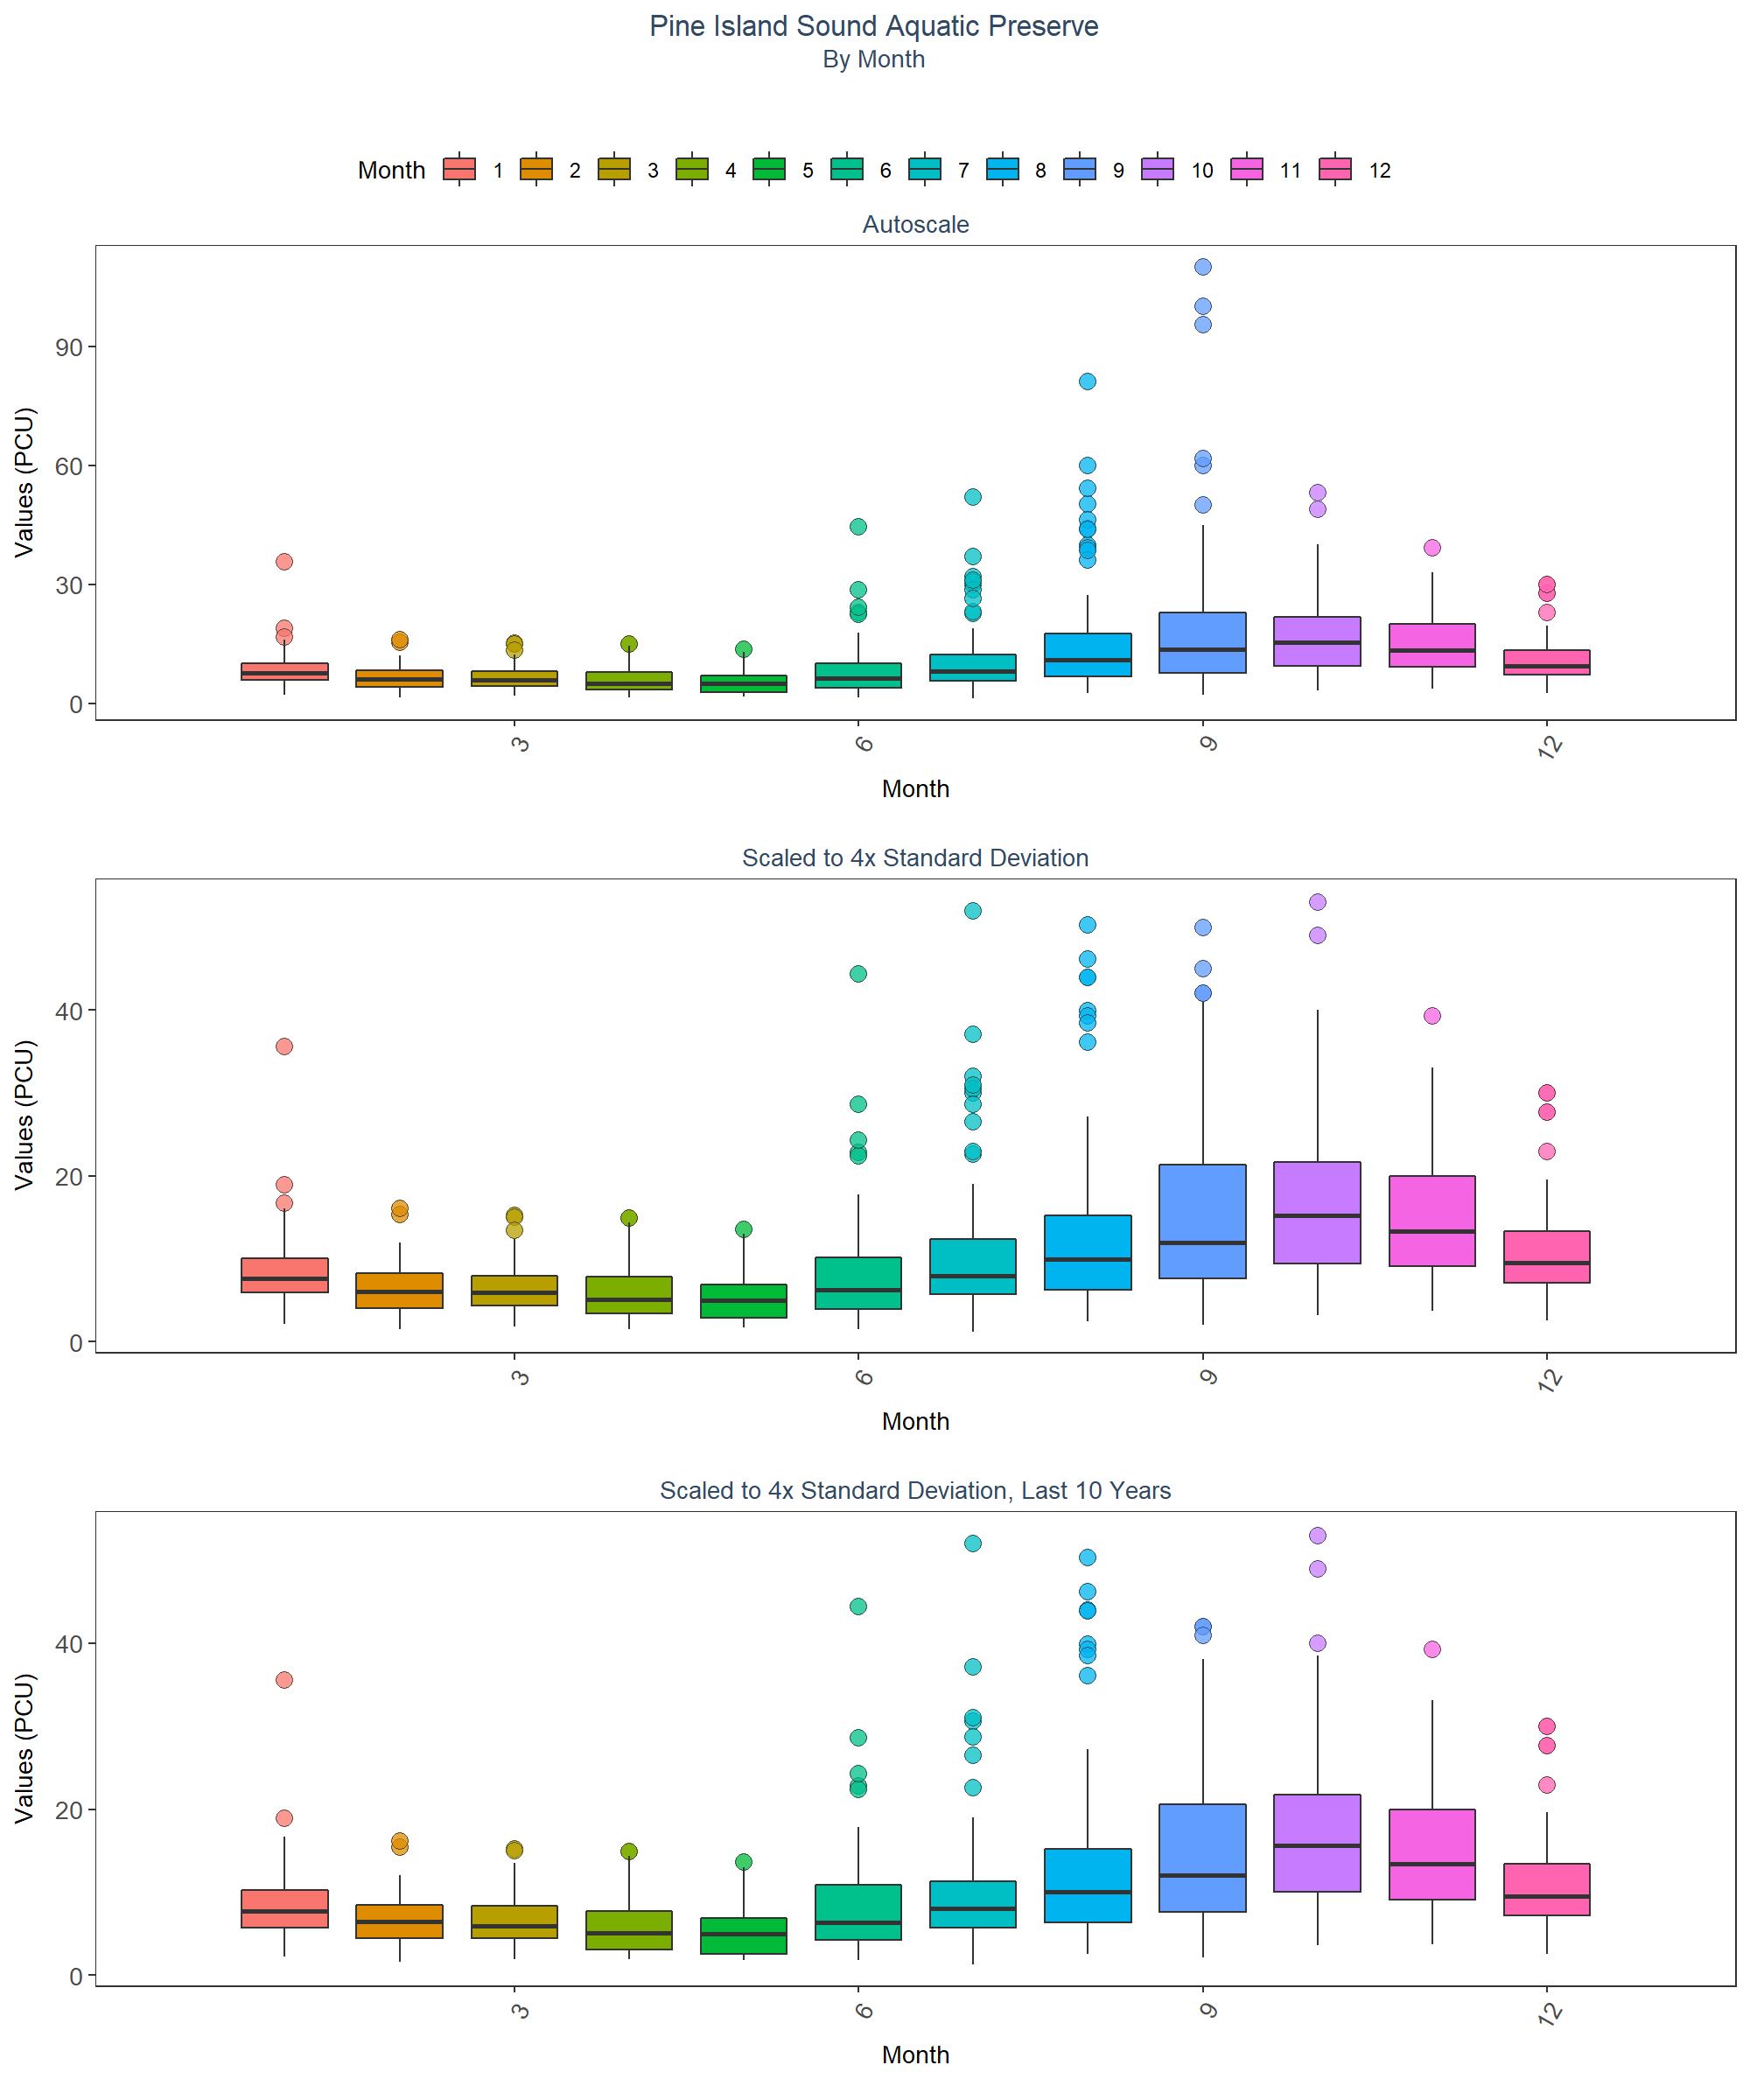 Pine Island Sound Aquatic Preserve
By Month
Month 1 2 3 4 5 6 7 8 9 10 11 12
Autoscale
Values (PCU)
90
60
30
0
3 6 9 12
Month
Scaled to 4x Standard Deviation
Values (PCU)
40
20
0
3 6 9 12
Month
Scaled to 4x Standard Deviation, Last 10 Years
Values (PCU)
40
20
0
3 6 9 12
Month